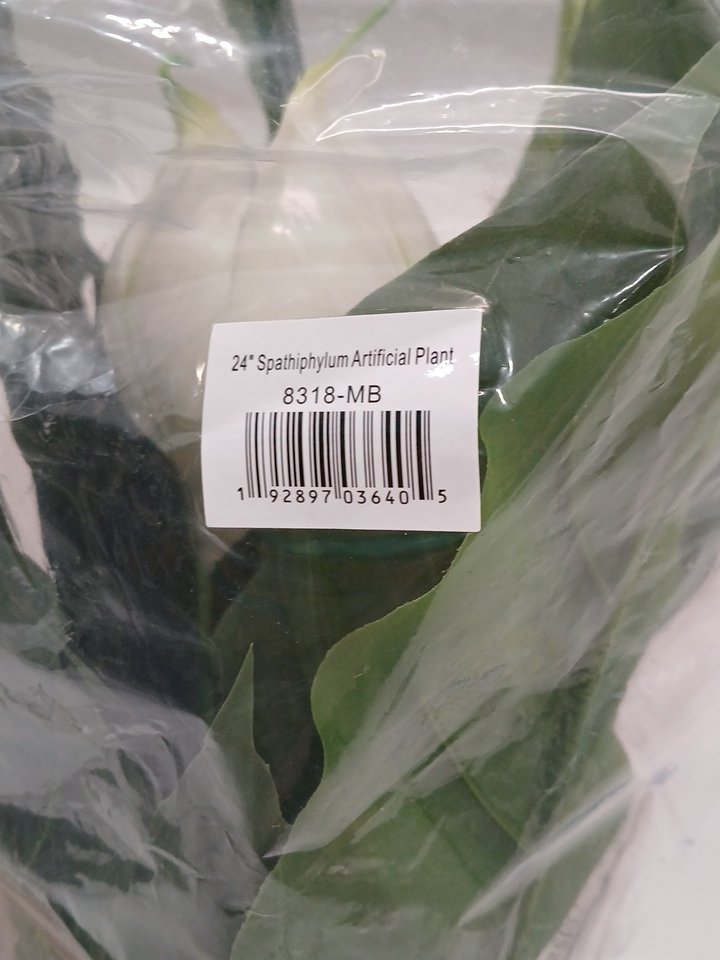 24" Spathiphylum Artificial Plant
8318-MB
1 92897 03640 5